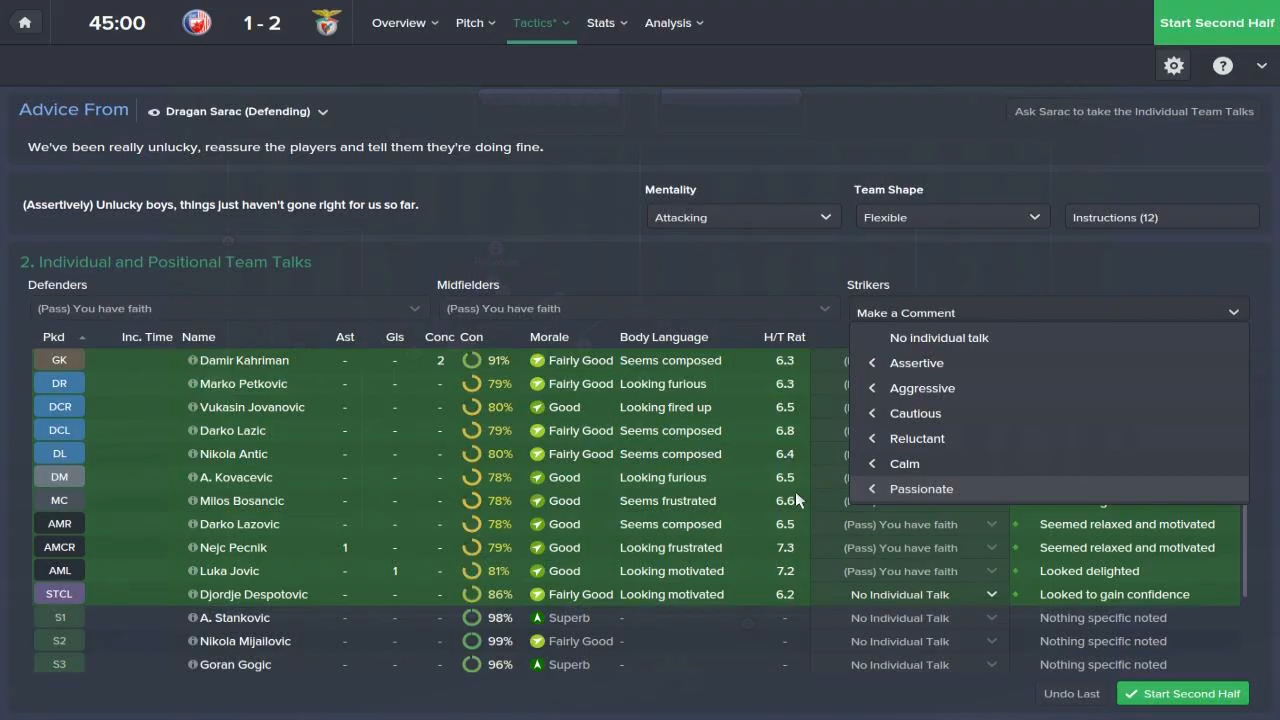 45:00 1 - 2 Overview Pitch Tactics* Stats Analysis Start Second Half
?
Advice From Dragan Sarac (Defending) Ask Sarac to take the Individual Team Talks
We've been really unlucky, reassure the players and tell them they're doing fine.
Mentality Team Shape
(Assertively) Unlucky boys, things just haven't gone right for us so far. Attacking Flexible Instructions (12)
2. Individual and Positional Team Talks
Defenders Midfielders Strikers
(Pass) You have faith (Pass) You have faith Make a Comment
Pkd Inc. Time Name Ast Gls Conc Con Morale Body Language H/T Rat No individual talk
GK Damir Kahriman - - 2 91% Fairly Good Seems composed 6.3 Assertive
DR Marko Petkovic - - - 79% Fairly Good Looking furious 6.3 Aggressive
DCR Vukasin Jovanovic - - - 80% Good Looking fired up 6.5 Cautious
DCL Darko Lazic - - - 79% Fairly Good Seems composed 6.8 Reluctant
DL Nikola Antic - - - 80% Fairly Good Seems composed 6.4 Calm
DM A. Kovacevic - - - 78% Good Looking furious 6.5 Passionate
MC Milos Bosancic - - - 78% Good Seems frustrated 6.6
AMR Darko Lazovic - - - 78% Good Seems composed 6.5 (Pass) You have faith Seemed relaxed and motivated
AMCR Nejc Pecnik 1 - - 79% Good Looking frustrated 7.3 (Pass) You have faith Seemed relaxed and motivated
AML Luka Jovic - 1 - 81% Good Looking motivated 7.2 (Pass) You have faith Looked delighted
STCL Djordje Despotovic - - - 86% Fairly Good Looking motivated 6.2 No Individual Talk Looked to gain confidence
S1 A. Stankovic - - - 98% Superb - - No Individual Talk Nothing specific noted
S2 Nikola Mijailovic - - - 99% Fairly Good - - No Individual Talk Nothing specific noted
S3 Goran Gogic - - - 96% Superb - - No Individual Talk Nothing specific noted
Undo Last Start Second Half